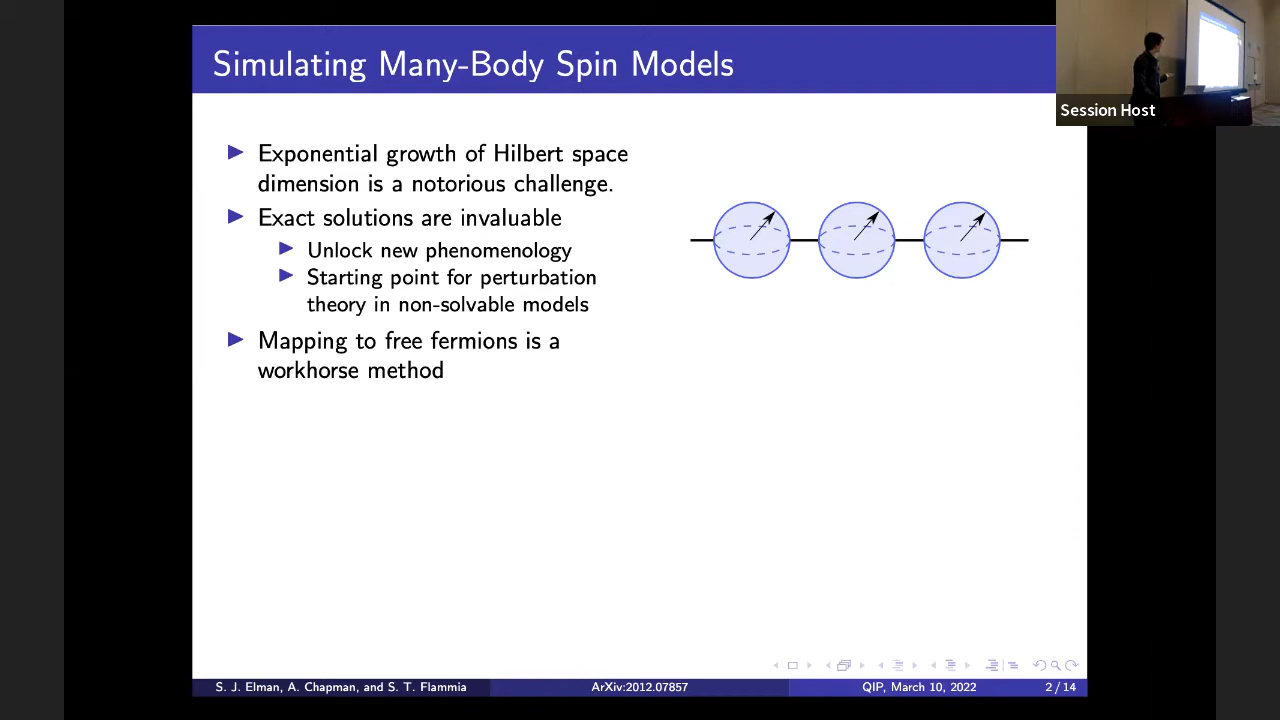 Simulating Many-Body Spin Models
Session Host
Exponential growth of Hilbert space
dimension is a notorious challenge.
Exact solutions are invaluable
Unlock new phenomenology
Starting point for perturbation
theory in non-solvable models
Mapping to free fermions is a
workhorse method
S. J. Elman, A. Chapman, and S. T. Flammia
ArXiv:2012.07857
QIP, March 10, 2022
2 / 14